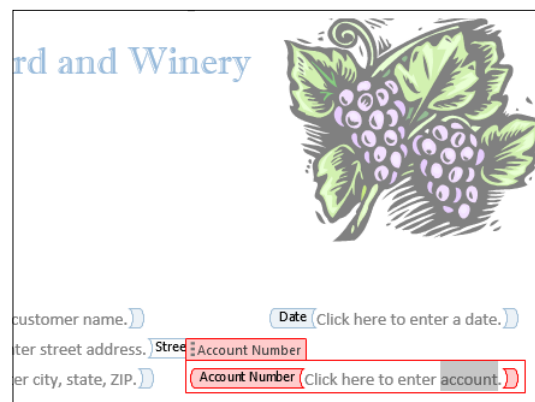 rd and Winery
customer name. Date Click here to enter a date.
ter street address. Stree Account Number
er city, state, ZIP. Account Number Click here to enter account.